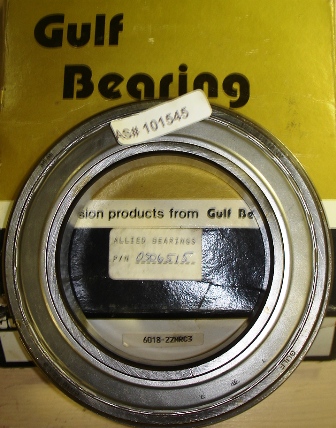 Gulf
Bearing
AS# 101545
sion products from Gulf Be
ALLIED BEARINGS
P/N
6018-2ZNRC3